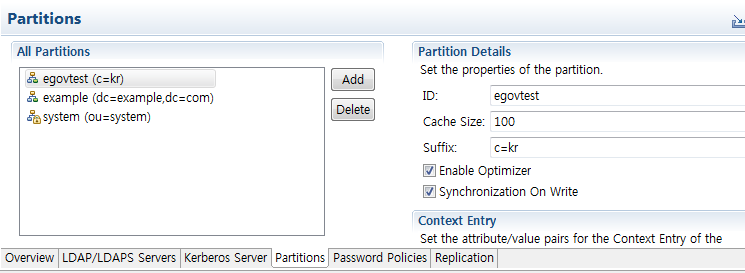 Partitions
All Partitions
egovtest (c=kr)
example (dc=example,dc=com)
system (ou=system)
Add
Delete
Partition Details
Set the properties of the partition.
ID: egovtest
Cache Size: 100
Suffix: c=kr
Enable Optimizer
Synchronization On Write
Context Entry
Set the attribute/value pairs for the Context Entry of the
Overview LDAP/LDAPS Servers Kerberos Server Partitions Password Policies Replication